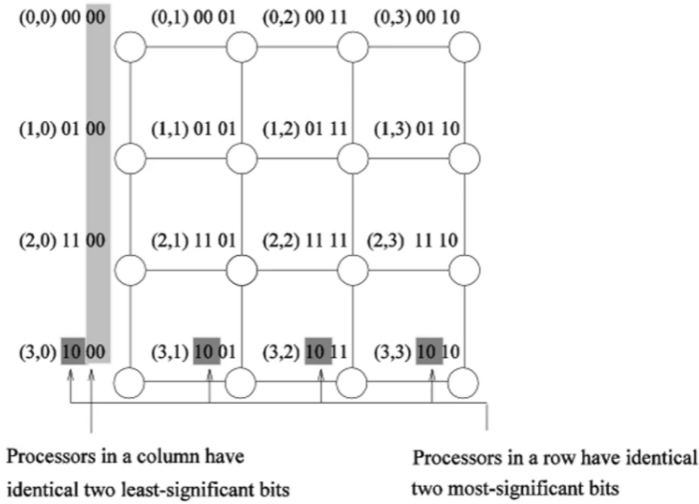 (0,0) 00 00 (0,1) 00 01 (0,2) 00 11 (0,3) 00 10
(1,0) 01 00 (1,1) 01 01 (1,2) 01 11 (1,3) 01 10
(2,0) 11 00 (2,1) 11 01 (2,2) 11 11 (2,3) 11 10
(3,0) 10 00 (3,1) 10 01 (3,2) 10 11 (3,3) 10 10
Processors in a column have
identical two least-significant bits
Processors in a row have identical
two most-significant bits